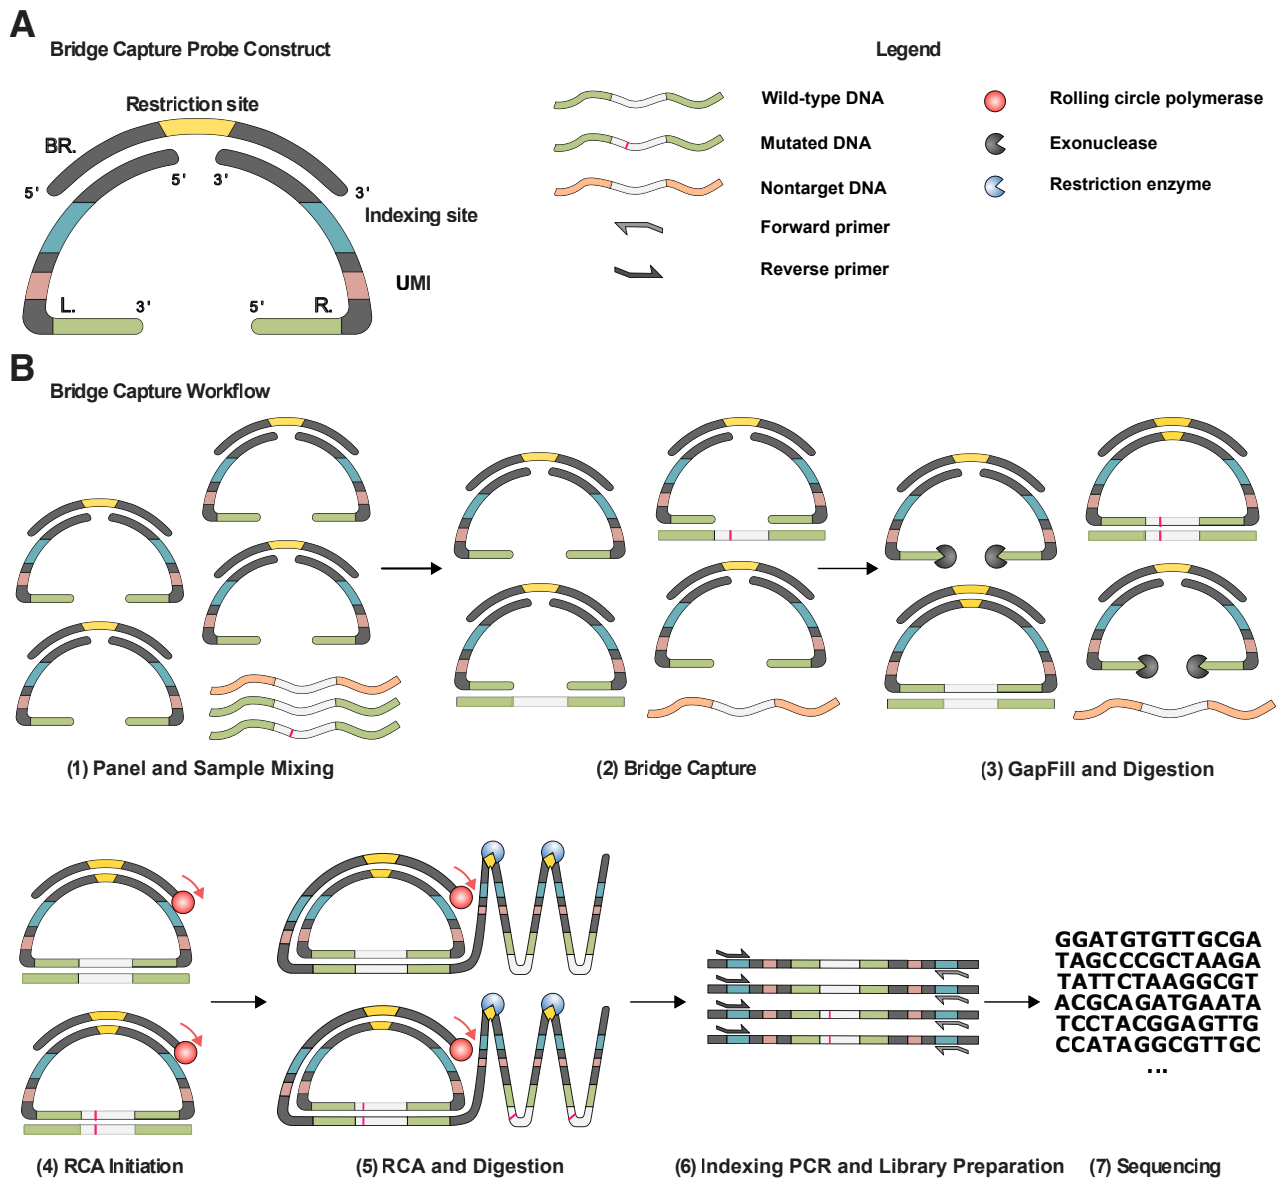 A
Bridge Capture Probe Construct
Legend
Restriction site
BR.
5'
5'
3'
3'
Indexing site
UMI
L.
3'
5'
R.
Wild-type DNA
Mutated DNA
Nontarget DNA
Forward primer
Reverse primer
Rolling circle polymerase
Exonuclease
Restriction enzyme
B
Bridge Capture Workflow
(1) Panel and Sample Mixing
(2) Bridge Capture
(3) GapFill and Digestion
GGATGTGTTGCGA
TAGCCCGCTAAGA
TATTCTAAGGCGT
ACGCAGATGAATA
TCCTACGGAGTTG
CCATAGGCGTTGC
...
(4) RCA Initiation
(5) RCA and Digestion
(6) Indexing PCR and Library Preparation
(7) Sequencing